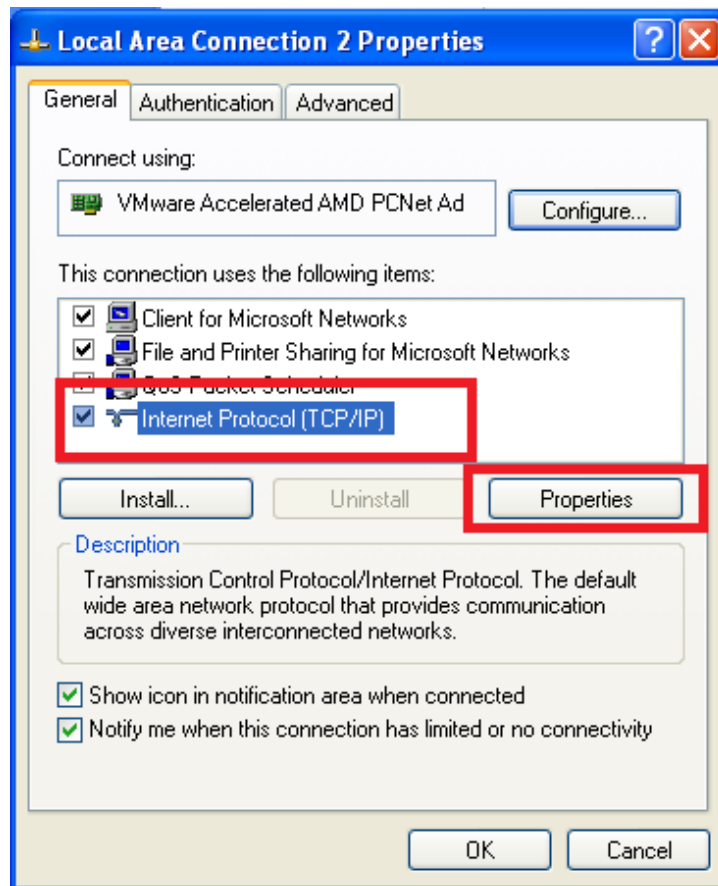 Local Area Connection 2 Properties
General Authentication Advanced
Connect using:
VMware Accelerated AMD PCNet Ad
Configure...
This connection uses the following items:
Client for Microsoft Networks
File and Printer Sharing for Microsoft Networks
QoS Packet Scheduler
Internet Protocol (TCP/IP)
Install... Uninstall Properties
Description
Transmission Control Protocol/Internet Protocol. The default
wide area network protocol that provides communication
across diverse interconnected networks.
Show icon in notification area when connected
Notify me when this connection has limited or no connectivity
OK Cancel